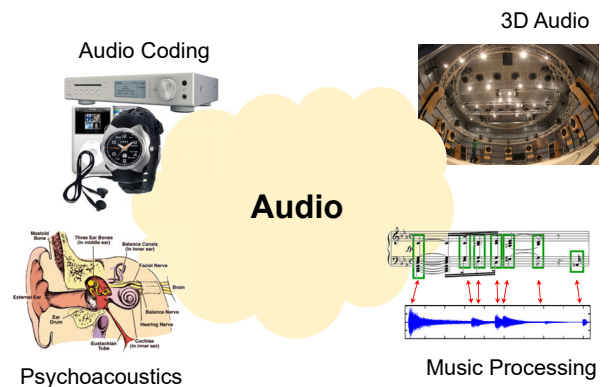 3D Audio
Audio Coding
Audio
Mastoid
Bone
Three Ear Bones
(in middle ear)
Balance Canals
(in inner ear)
Facial Nerve
Brain
External Ear
Balance Nerve
Hearing Nerve
Ear
Drum
Eustachian
Tube
Cochlea
(in inner ear)
Psychoacoustics
Music Processing